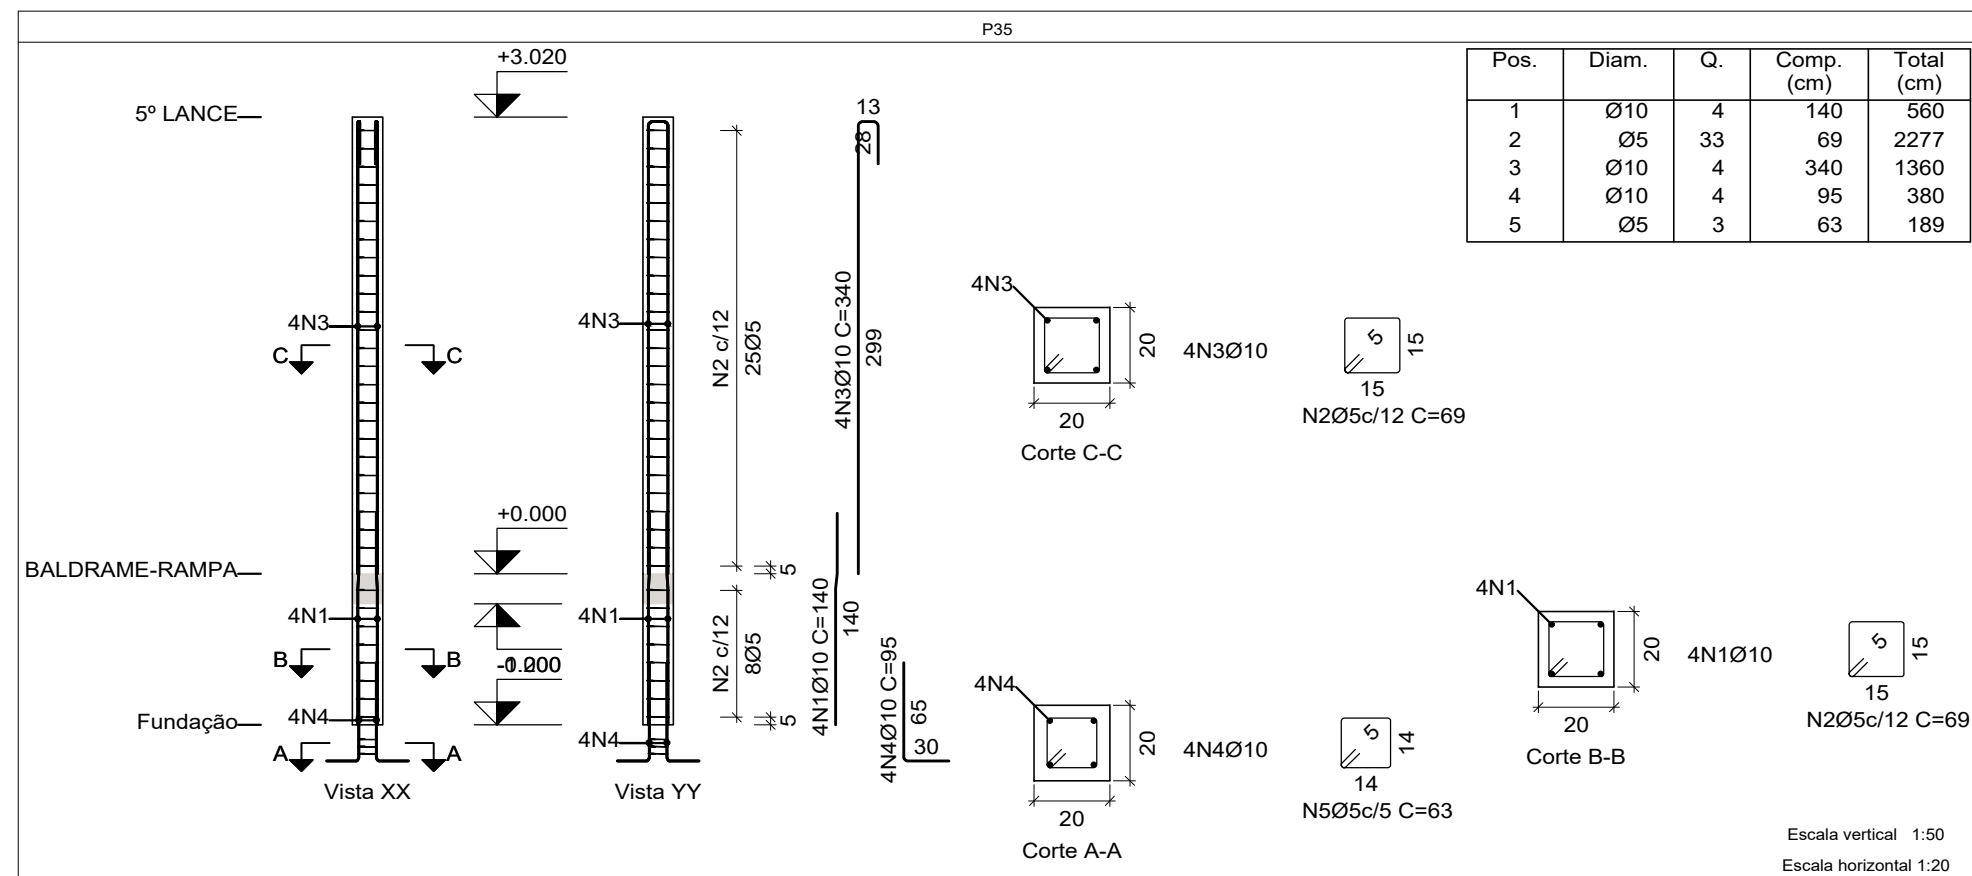 P35
Pos. Diam. Q. Comp. (cm) Total (cm)
1 Ø10 4 140 560
2 Ø5 33 69 2277
3 Ø10 4 340 1360
4 Ø10 4 95 380
5 Ø5 3 63 189
+3.020
5º LANCE
4N3
C C
+0.000
BALDRAME-RAMPA
4N1
B B
-1.000
Fundação
4N4
A A
Vista XX
4N3
4N1
4N4
Vista YY
N2 c/12
25Ø5
5
N2 c/12
8Ø5
5
13
28
4N3Ø10 C=340
299
4N1Ø10 C=140
140
4N4Ø10 C=95
65
30
4N3
20
20
4N3Ø10
Corte C-C
5
15
15
N2Ø5c/12 C=69
4N4
20
20
4N4Ø10
Corte A-A
5
14
14
N5Ø5c/5 C=63
4N1
20
20
4N1Ø10
Corte B-B
5
15
15
N2Ø5c/12 C=69
Escala vertical 1:50
Escala horizontal 1:20